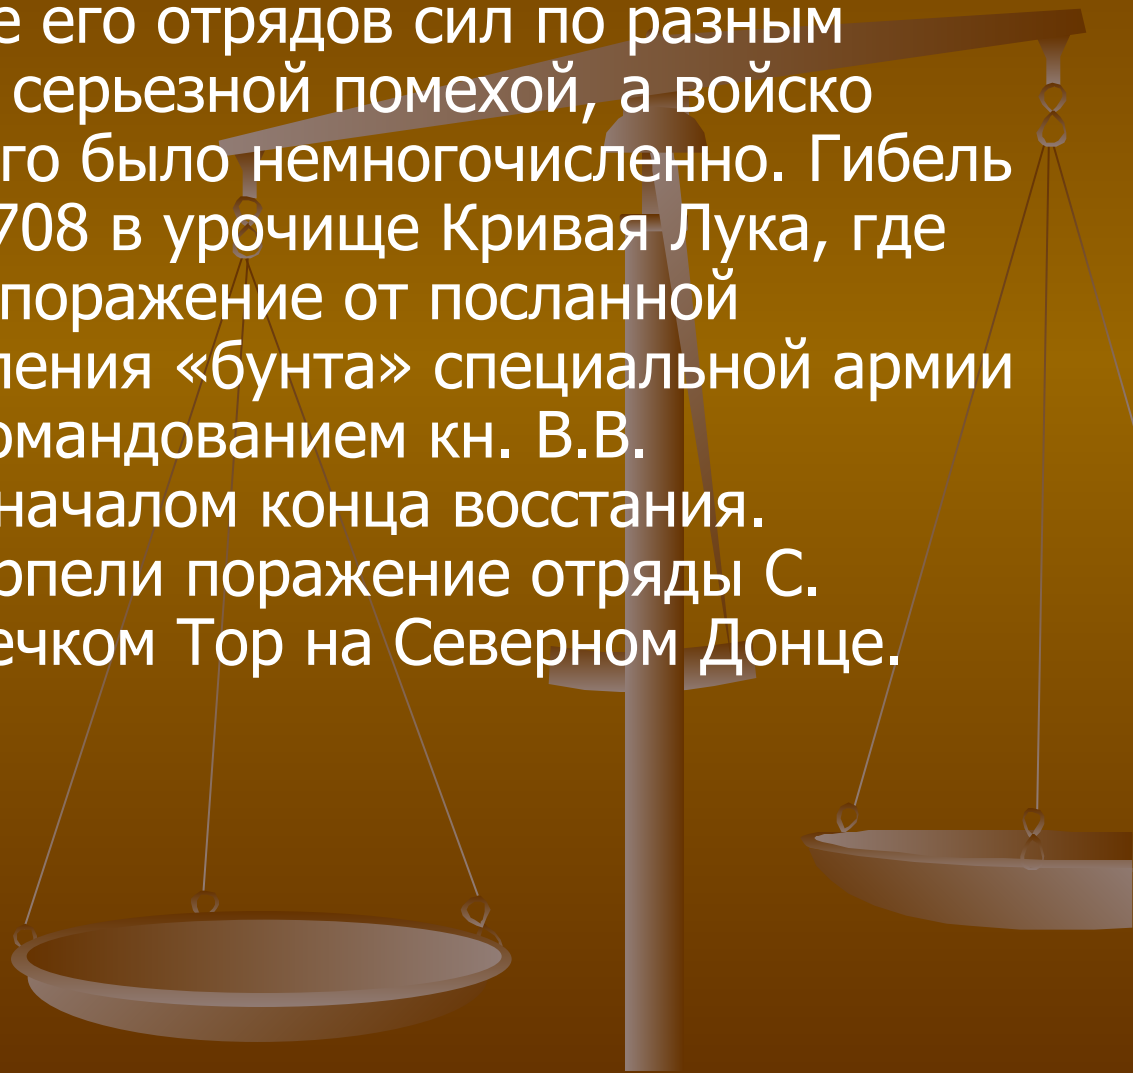 е его отрядов сил по разным
серьезной помехой, а войско
го было немногочисленно. Гибель
708 в урочище Кривая Лука, где
поражение от посланной
ления «бунта» специальной армии
омандованием кн. В.В.
началом конца восстания.
рпели поражение отряды С.
ечком Тор на Северном Донце.